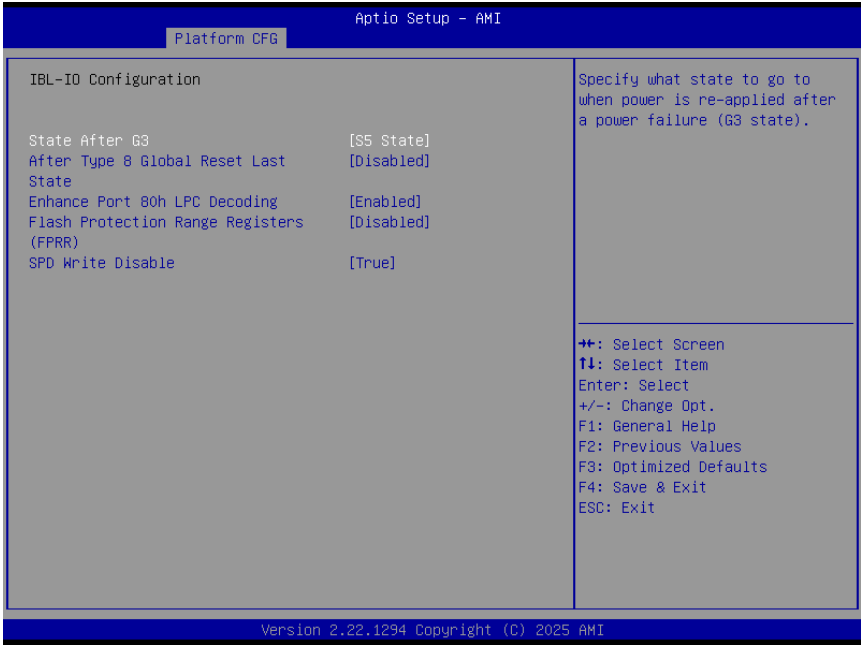 Aptio Setup – AMI
Platform CFG
IBL-IO Configuration
State After G3 [S5 State]
After Type 8 Global Reset Last [Disabled]
State
Enhance Port 80h LPC Decoding [Enabled]
Flash Protection Range Registers [Disabled]
(FPRR)
SPD Write Disable [True]
Specify what state to go to
when power is re-applied after
a power failure (G3 state).
→←: Select Screen
↑↓: Select Item
Enter: Select
+/-: Change Opt.
F1: General Help
F2: Previous Values
F3: Optimized Defaults
F4: Save & Exit
ESC: Exit
Version 2.22.1294 Copyright (C) 2025 AMI